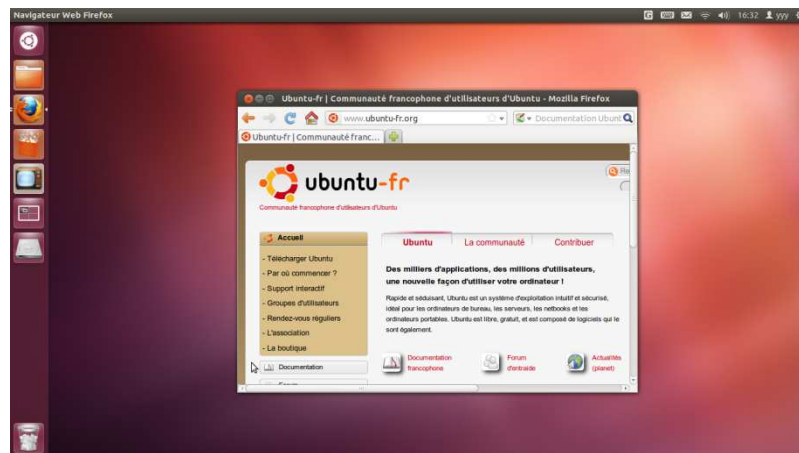 Navigateur Web Firefox
16:32 yyy
Ubuntu-fr | Communauté francophone d'utilisateurs d'Ubuntu - Mozilla Firefox
www.ubuntu-fr.org
Documentation Ubunt
Ubuntu-fr | Communauté franc...
ubuntu-fr
Communauté francophone d'utilisateurs d'Ubuntu
Re
Accueil
- Télécharger Ubuntu
- Par où commencer ?
- Support interactif
- Groupes d'utilisateurs
- Rendez-vous réguliers
- L'association
- La boutique
Documentation
Forum
Ubuntu
La communauté
Contribuer
Des milliers d'applications, des millions d'utilisateurs,
une nouvelle façon d'utiliser votre ordinateur !
Rapide et séduisant, Ubuntu est un système d'exploitation intuitif et sécurisé,
idéal pour les ordinateurs de bureau, les serveurs, les netbooks et les
ordinateurs portables. Ubuntu est libre, gratuit, et est composé de logiciels qui le
sont également.
Documentation
francophone
Forum
d'entraide
Actualités
(planet)